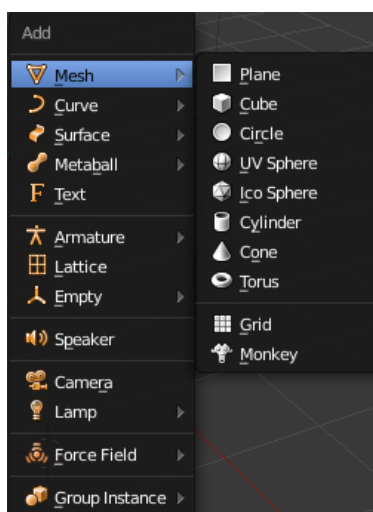 Add
Mesh
Curve
Surface
Metaball
Text
Armature
Lattice
Empty
Speaker
Camera
Lamp
Force Field
Group Instance
Plane
Cube
Circle
UV Sphere
Ico Sphere
Cylinder
Cone
Torus
Grid
Monkey